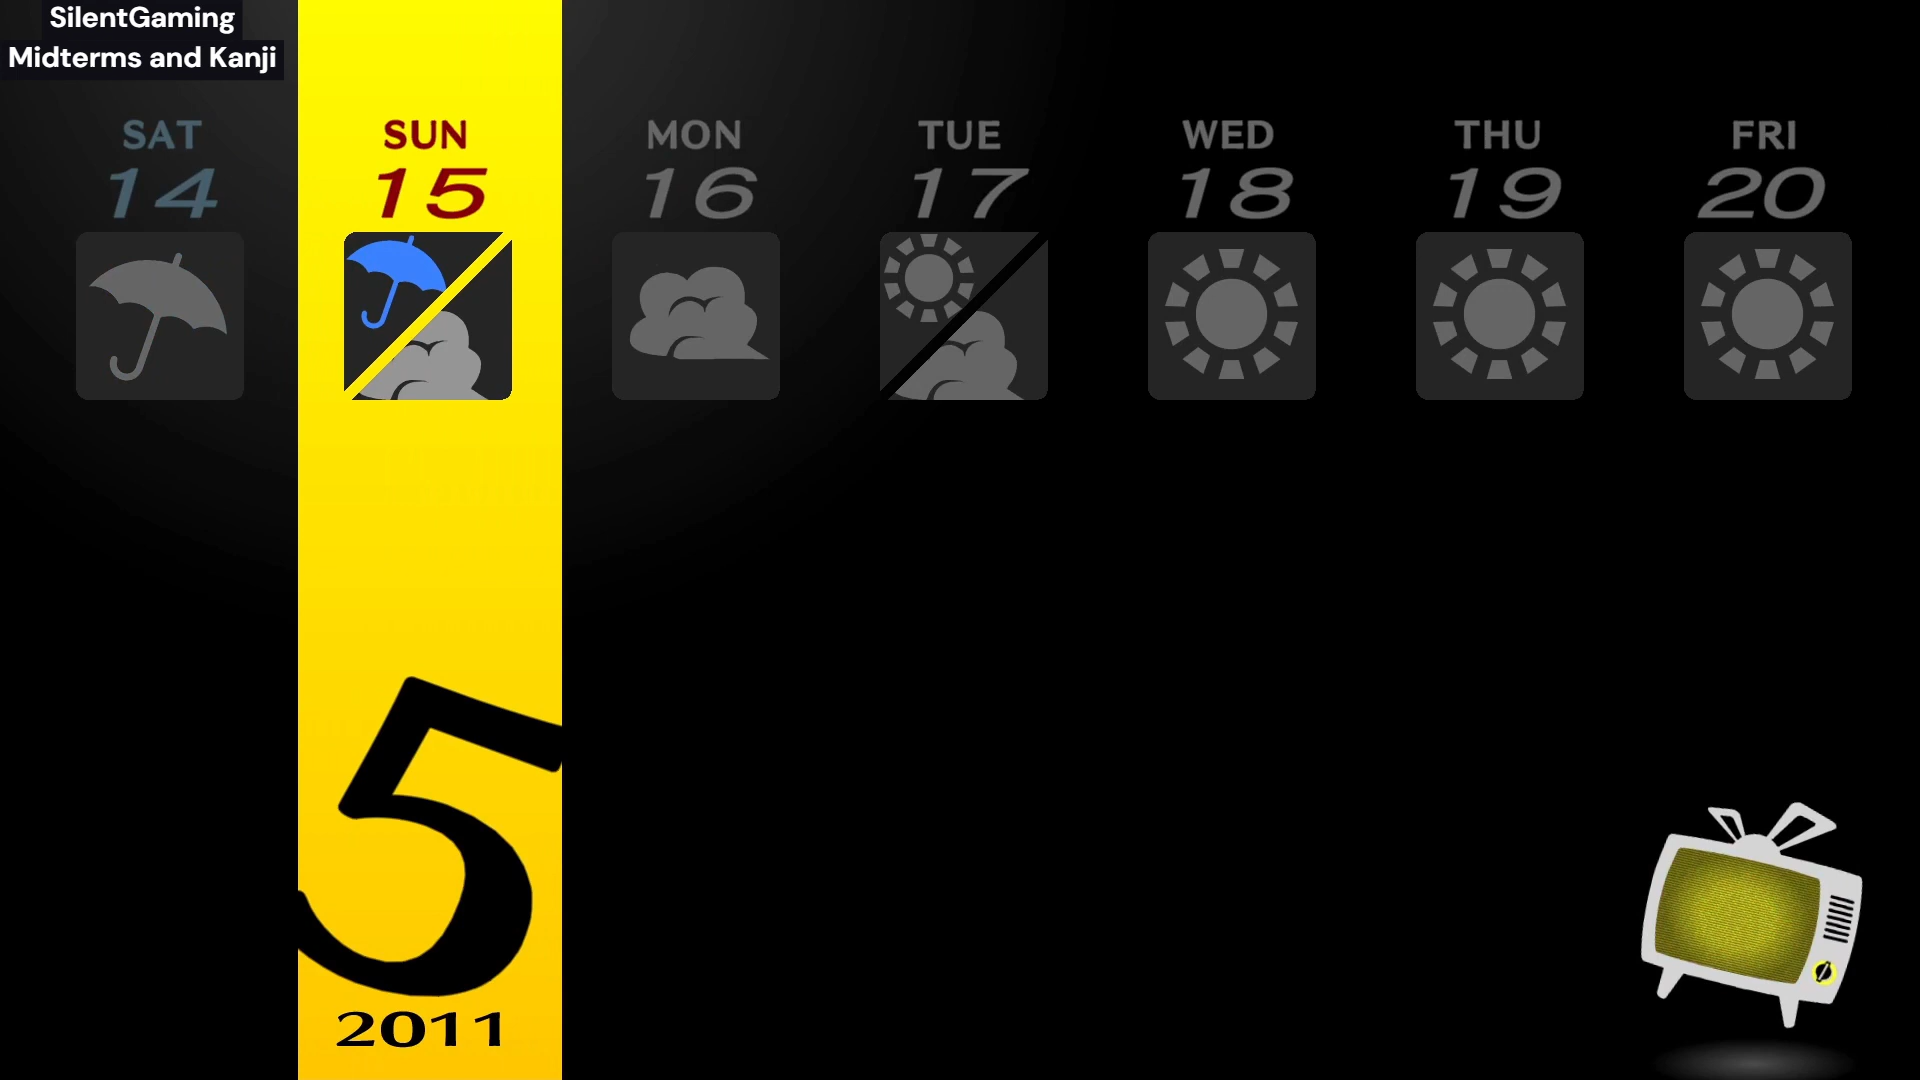 SilentGaming
Midterms and Kanji
SAT SUN MON TUE WED THU FRI
14 15 16 17 18 19 20
5
2011